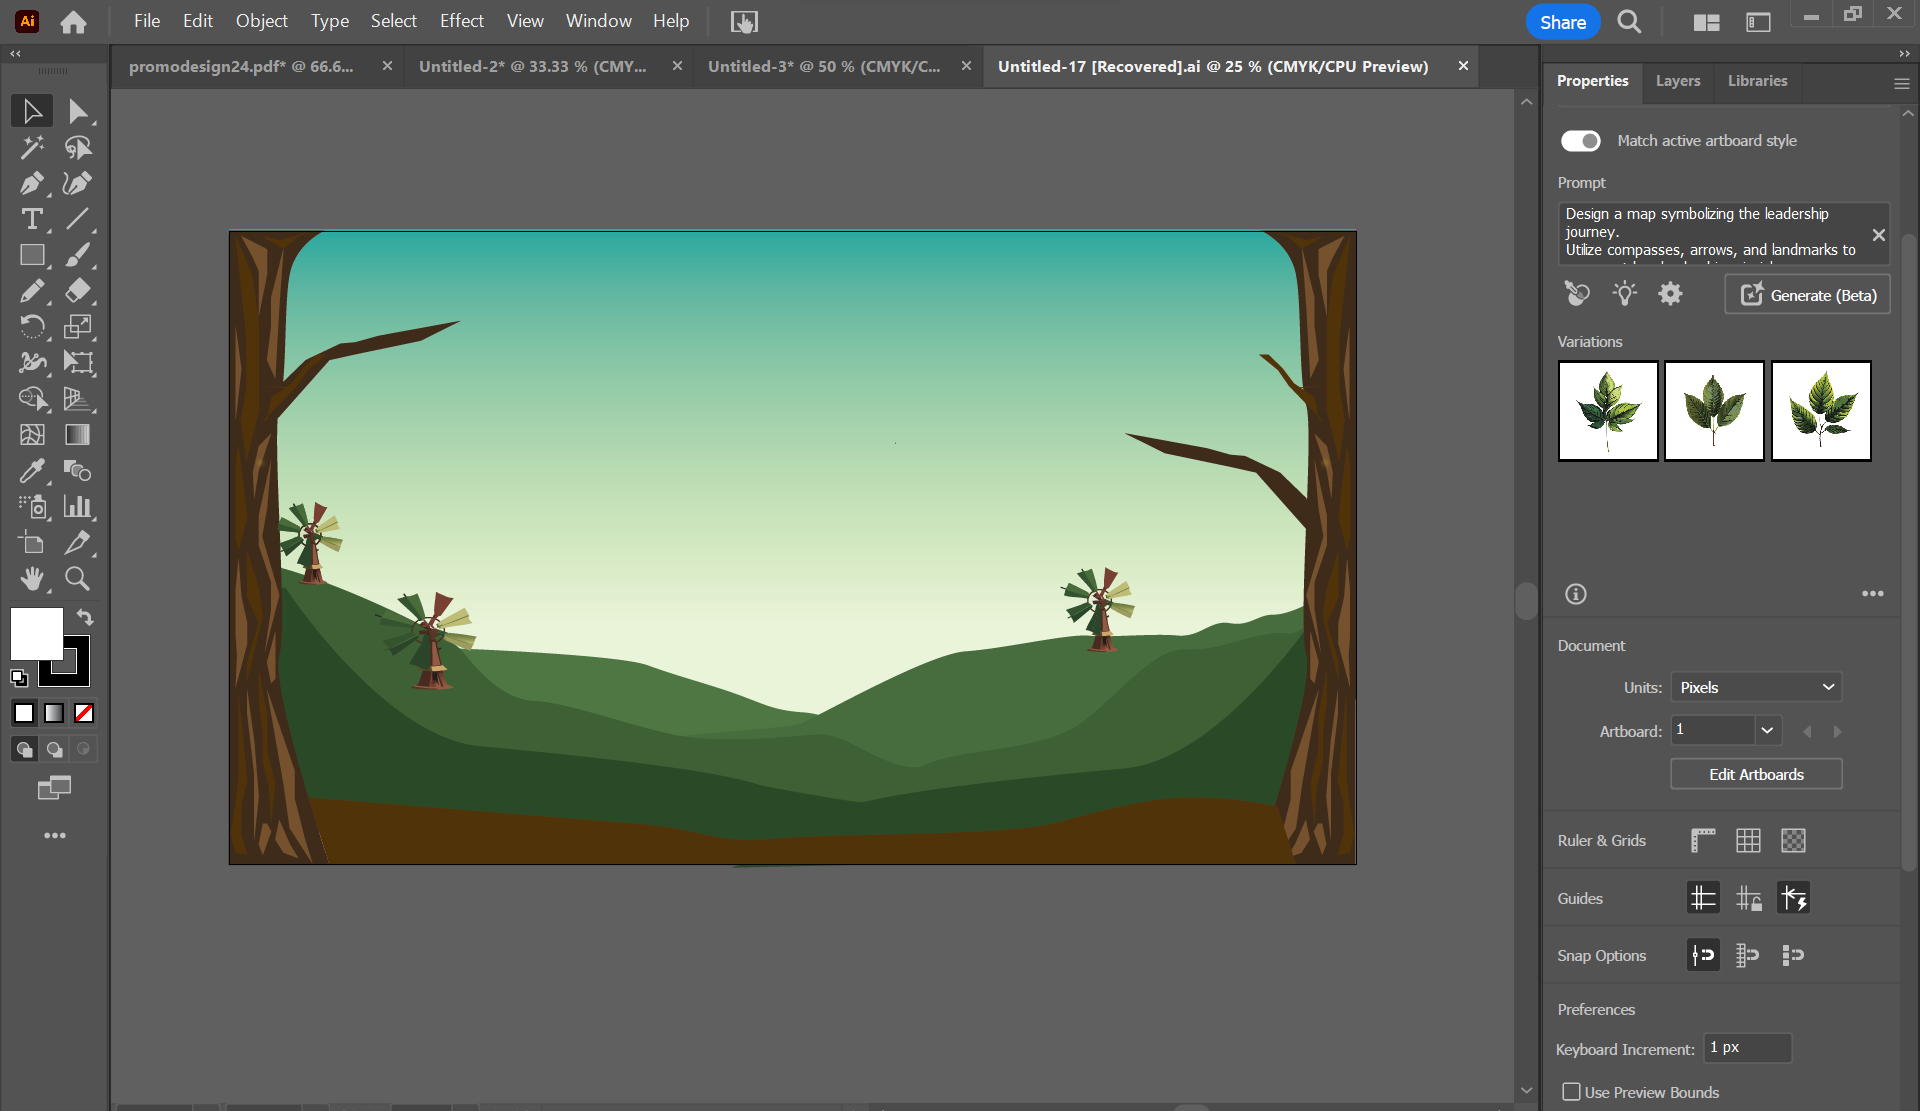 Ai File Edit Object Type Select Effect View Window Help Share
promodesign24.pdf* @ 66.6... Untitled-2* @ 33.33 % (CMY... Untitled-3* @ 50 % (CMYK/C... Untitled-17 [Recovered].ai @ 25 % (CMYK/CPU Preview)
Properties Layers Libraries
Match active artboard style
Prompt
Design a map symbolizing the leadership
journey.
Utilize compasses, arrows, and landmarks to
Generate (Beta)
Variations
Document
Units: Pixels
Artboard: 1
Edit Artboards
Ruler & Grids
Guides
Snap Options
Preferences
Keyboard Increment: 1 px
Use Preview Bounds